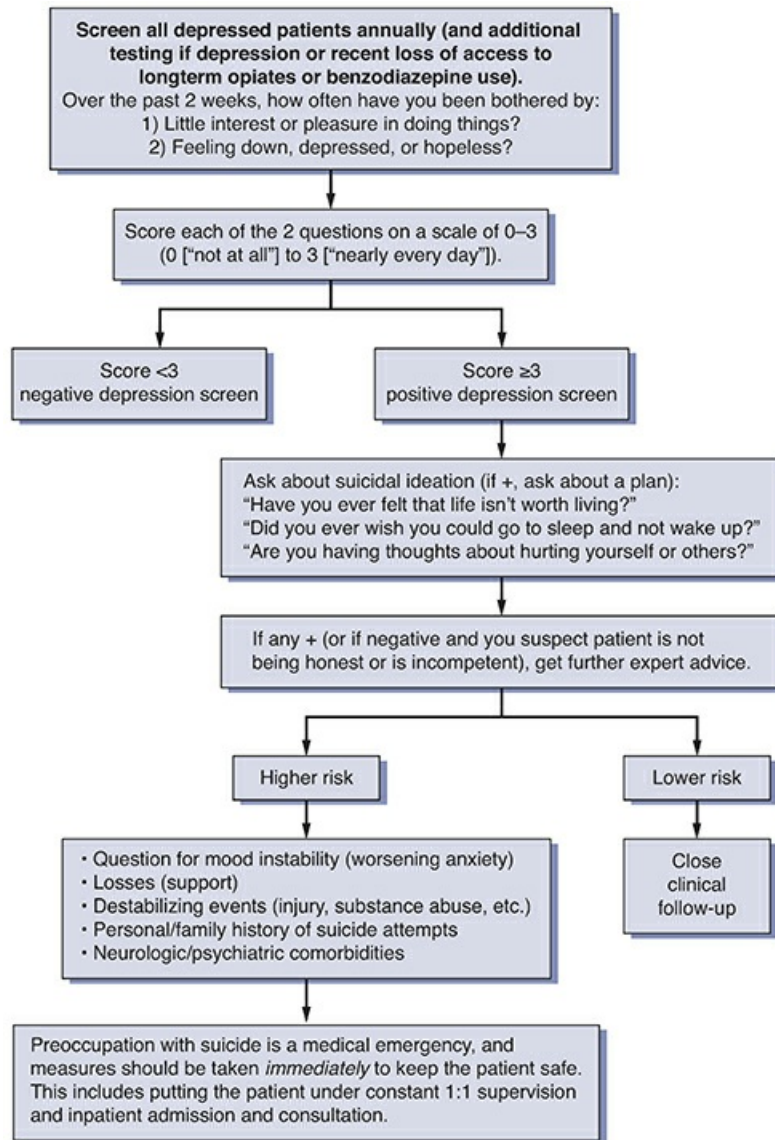 Screen all depressed patients annually (and additional
testing if depression or recent loss of access to
longterm opiates or benzodiazepine use).
Over the past 2 weeks, how often have you been bothered by:
1) Little interest or pleasure in doing things?
2) Feeling down, depressed, or hopeless?
Score each of the 2 questions on a scale of 0–3
(0 [“not at all”] to 3 [“nearly every day”]).
Score <3
negative depression screen
Score ≥3
positive depression screen
Ask about suicidal ideation (if +, ask about a plan):
“Have you ever felt that life isn’t worth living?”
“Did you ever wish you could go to sleep and not wake up?”
“Are you having thoughts about hurting yourself or others?”
If any + (or if negative and you suspect patient is not
being honest or is incompetent), get further expert advice.
Higher risk
Lower risk
• Question for mood instability (worsening anxiety)
• Losses (support)
• Destabilizing events (injury, substance abuse, etc.)
• Personal/family history of suicide attempts
• Neurologic/psychiatric comorbidities
Close
clinical
follow-up
Preoccupation with suicide is a medical emergency, and
measures should be taken immediately to keep the patient safe.
This includes putting the patient under constant 1:1 supervision
and inpatient admission and consultation.